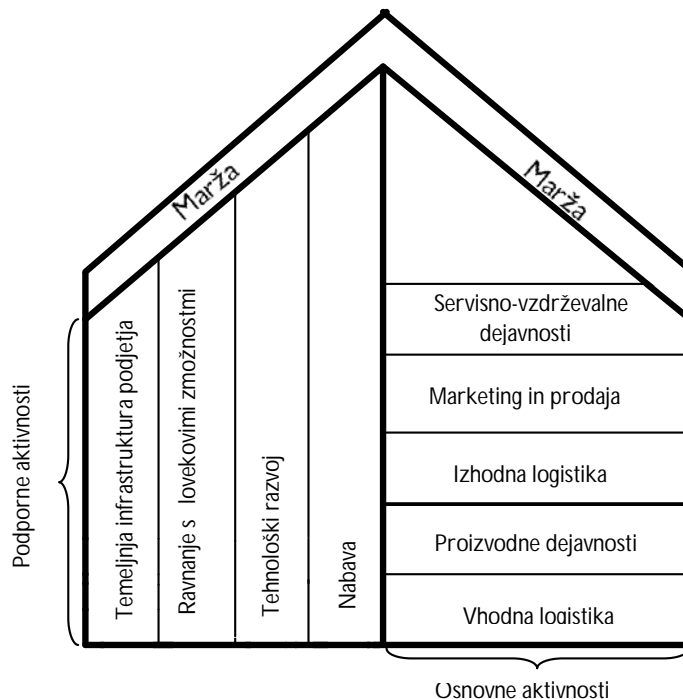 Marža
Marža
Podporne aktivnosti
Temeljnja infrastruktura podjetja
Ravnanje s lovekovimi zmožnostmi
Tehnološki razvoj
Nabava
Servisno-vzdrževalne
dejavnosti
Marketing in prodaja
Izhodna logistika
Proizvodne dejavnosti
Vhodna logistika
Osnovne aktivnosti